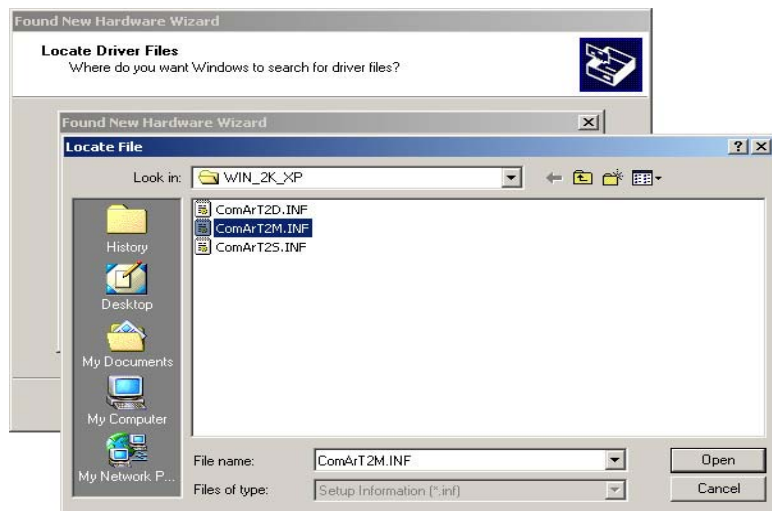 Found New Hardware Wizard
Locate Driver Files
Where do you want Windows to search for driver files?
Found New Hardware Wizard
Locate File
Look in: WIN_2K_XP
ComArT2D.INF
ComArT2M.INF
ComArT2S.INF
History
Desktop
My Documents
My Computer
My Network P...
File name: ComArT2M.INF Open
Files of type: Setup Information (*.inf) Cancel